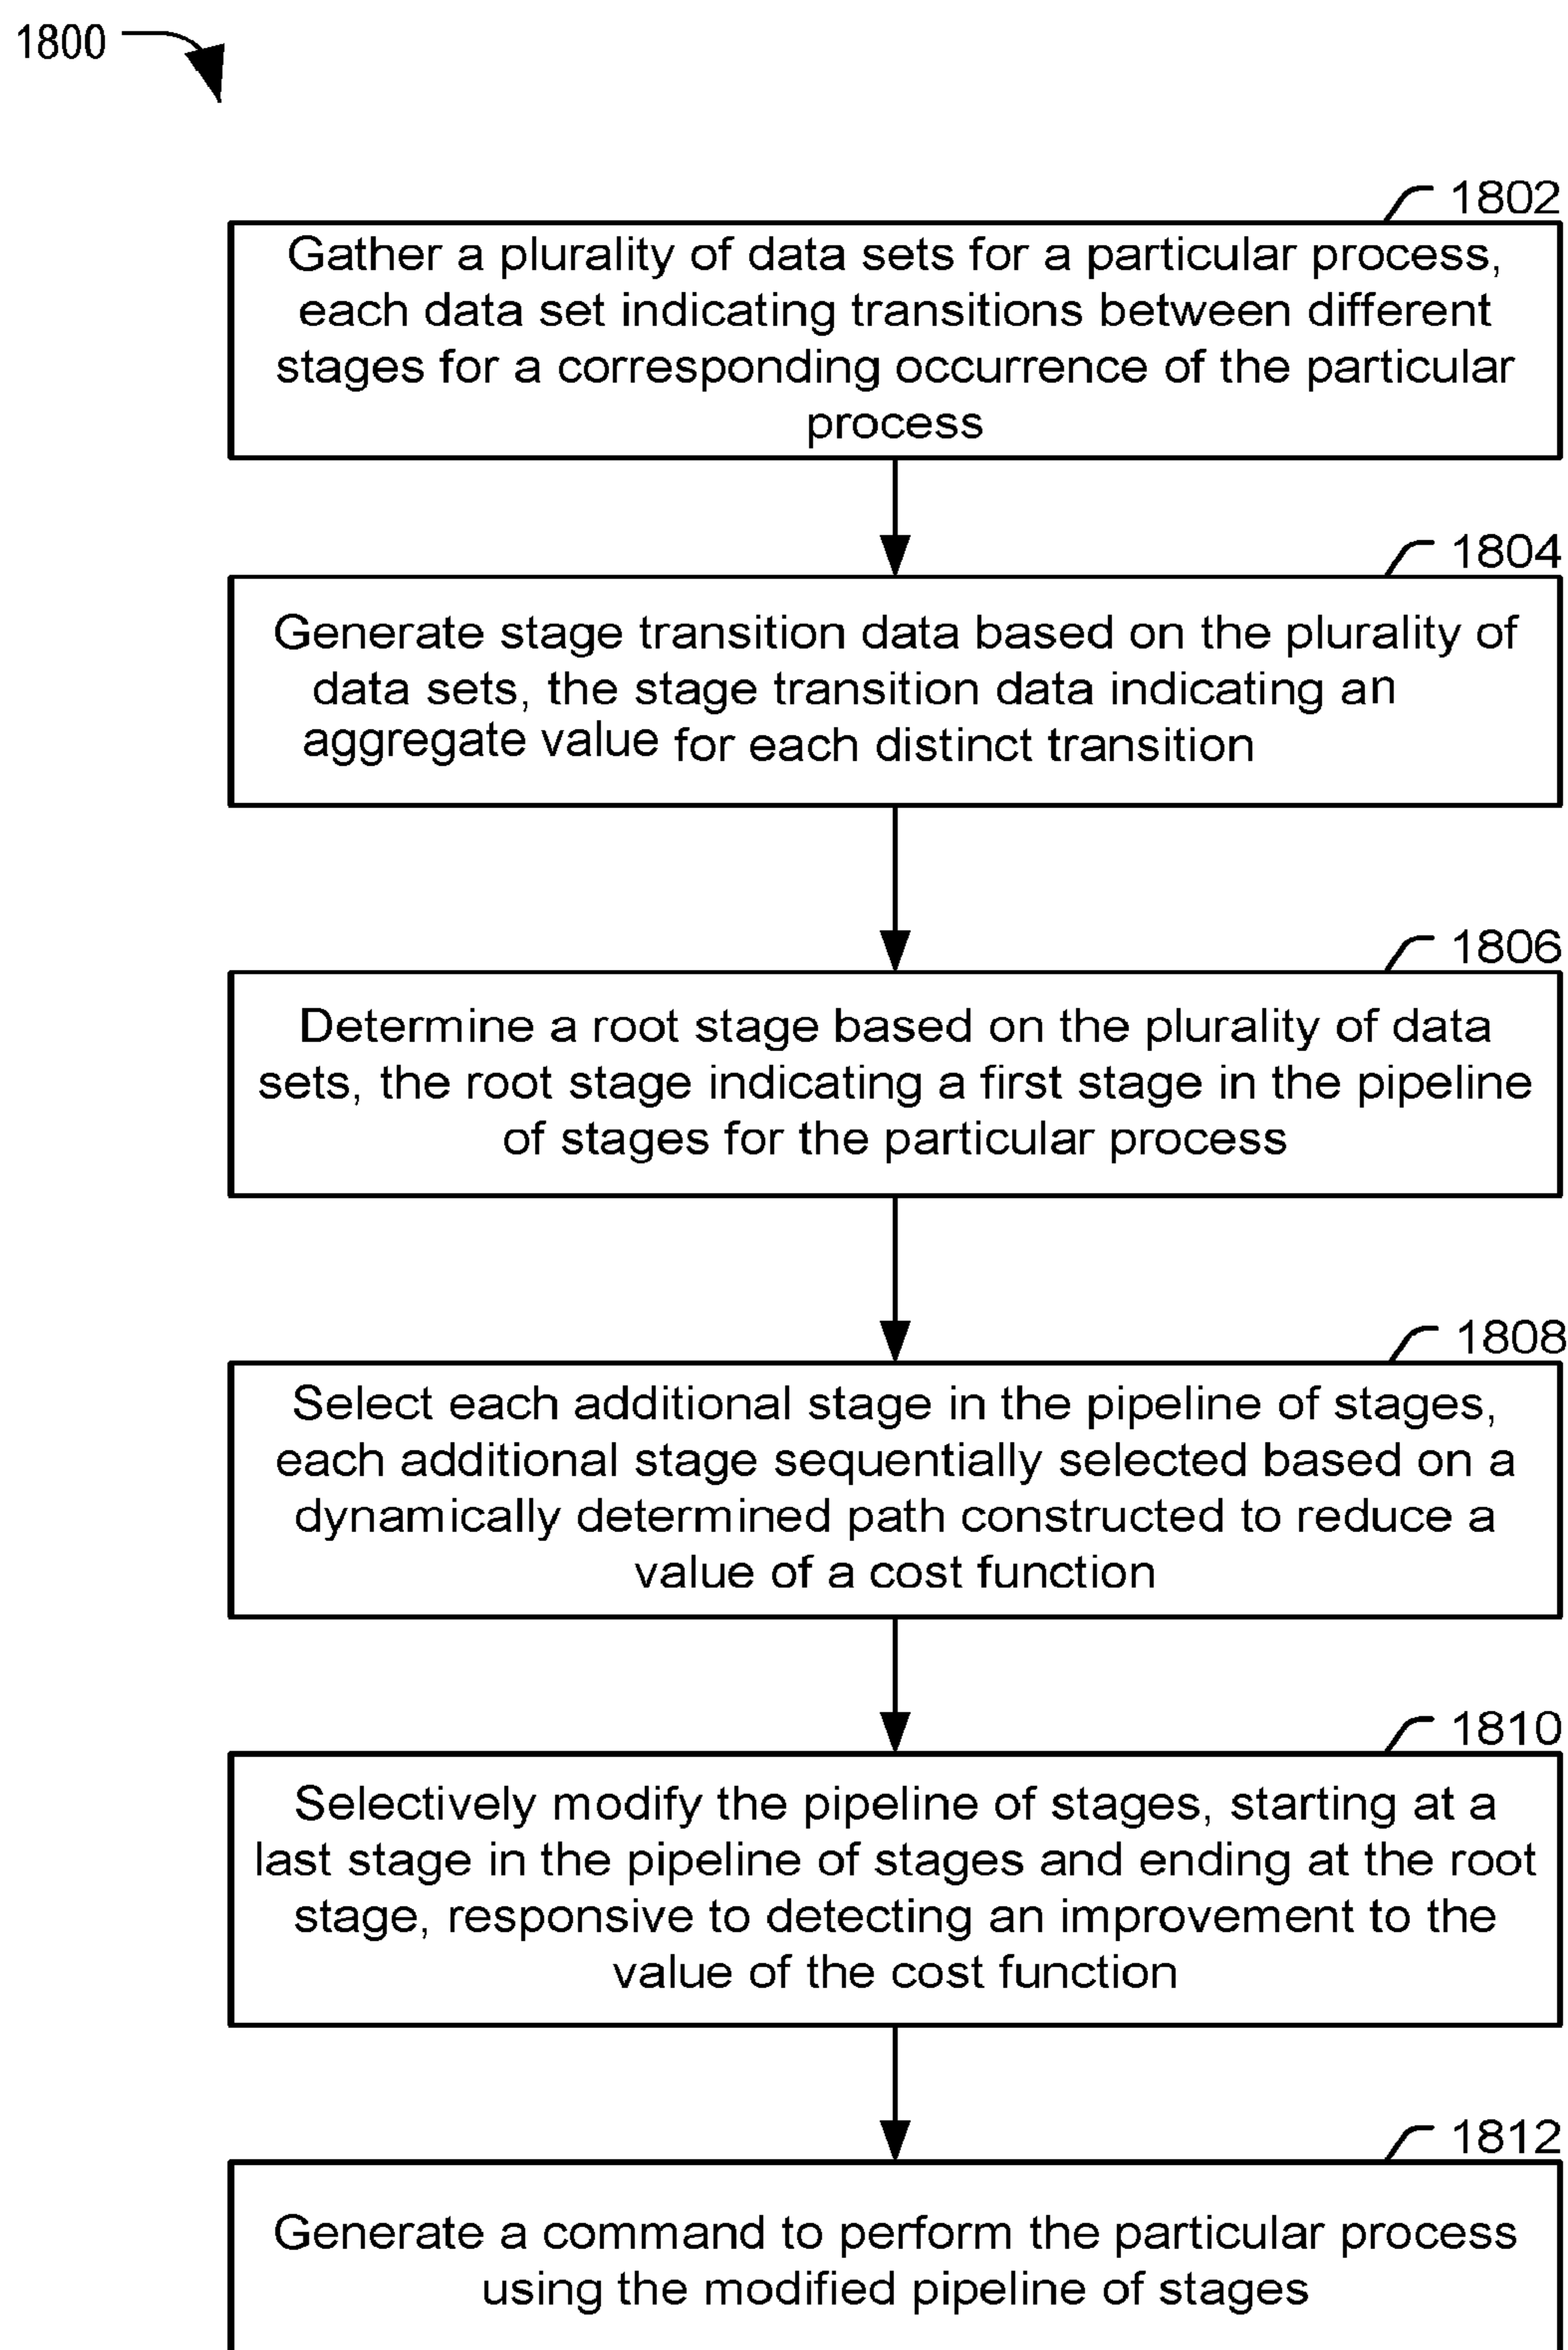 1800
1802
Gather a plurality of data sets for a particular process,
each data set indicating transitions between different
stages for a corresponding occurrence of the particular
process
1804
Generate stage transition data based on the plurality of
data sets, the stage transition data indicating an
aggregate value for each distinct transition
1806
Determine a root stage based on the plurality of data
sets, the root stage indicating a first stage in the pipeline
of stages for the particular process
1808
Select each additional stage in the pipeline of stages,
each additional stage sequentially selected based on a
dynamically determined path constructed to reduce a
value of a cost function
1810
Selectively modify the pipeline of stages, starting at a
last stage in the pipeline of stages and ending at the root
stage, responsive to detecting an improvement to the
value of the cost function
1812
Generate a command to perform the particular process
using the modified pipeline of stages